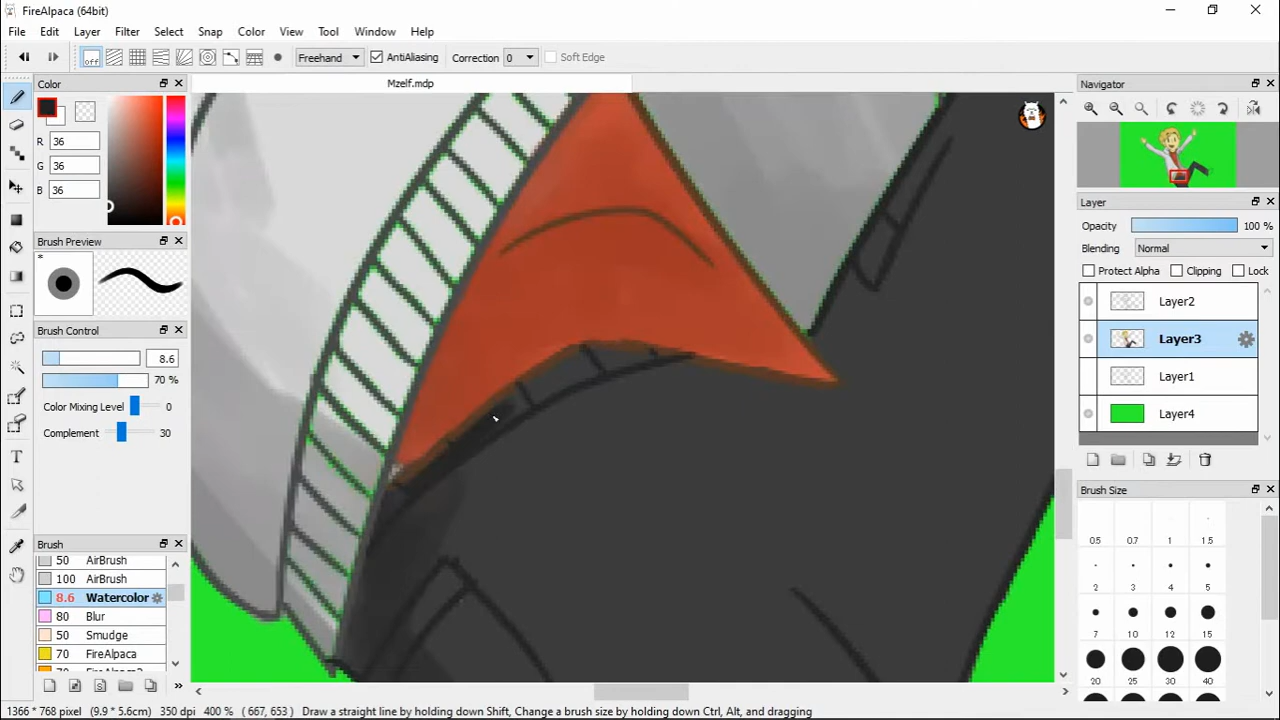 FireAlpaca (64bit)
File Edit Layer Filter Select Snap Color View Tool Window Help
off Freehand AntiAliasing Correction 0 Soft Edge
Color
Mzelf.mdp
Navigator
R 36
G 36
B 36
Layer
Opacity 100 %
Brush Preview
Blending Normal
*
Protect Alpha Clipping Lock
Layer2
Brush Control
Layer3
8.6
70 %
Layer1
Color Mixing Level 0
Layer4
Complement 30
Brush Size
0.5 0.7 1 1.5
Brush
50 AirBrush
100 AirBrush
2 3 4 5
8.6 Watercolor
80 Blur
7 10 12 15
50 Smudge
70 FireAlpaca
70 FireAlpaca2
20 25 30 40
1366 * 768 pixel (9.9 * 5.6cm) 350 dpi 400 % ( 667, 653 ) Draw a straight line by holding down Shift, Change a brush size by holding down Ctrl, Alt, and dragging